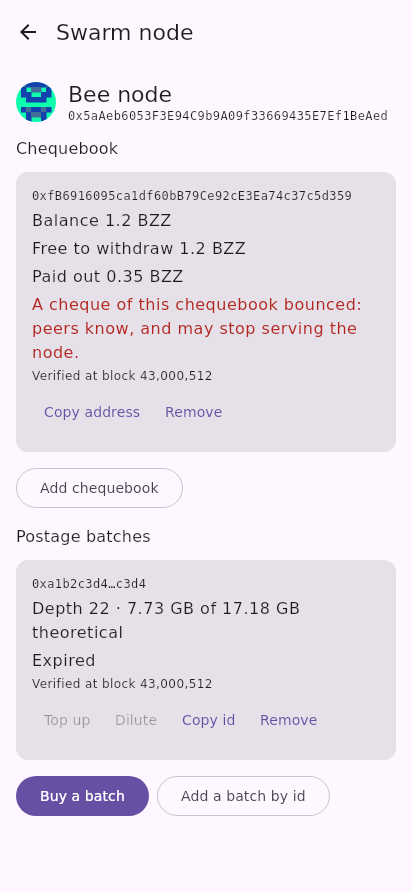 Swarm node
Bee node
0x5aAeb6053F3E94C9b9A09f33669435E7Ef1BeAed
Chequebook
0xfB6916095ca1df60bB79Ce92cE3Ea74c37c5d359
Balance 1.2 BZZ
Free to withdraw 1.2 BZZ
Paid out 0.35 BZZ
A cheque of this chequebook bounced:
peers know, and may stop serving the
node.
Verified at block 43,000,512
Copy address Remove
Add chequebook
Postage batches
0xa1b2c3d4…c3d4
Depth 22 · 7.73 GB of 17.18 GB
theoretical
Expired
Verified at block 43,000,512
Top up Dilute Copy id Remove
Buy a batch Add a batch by id